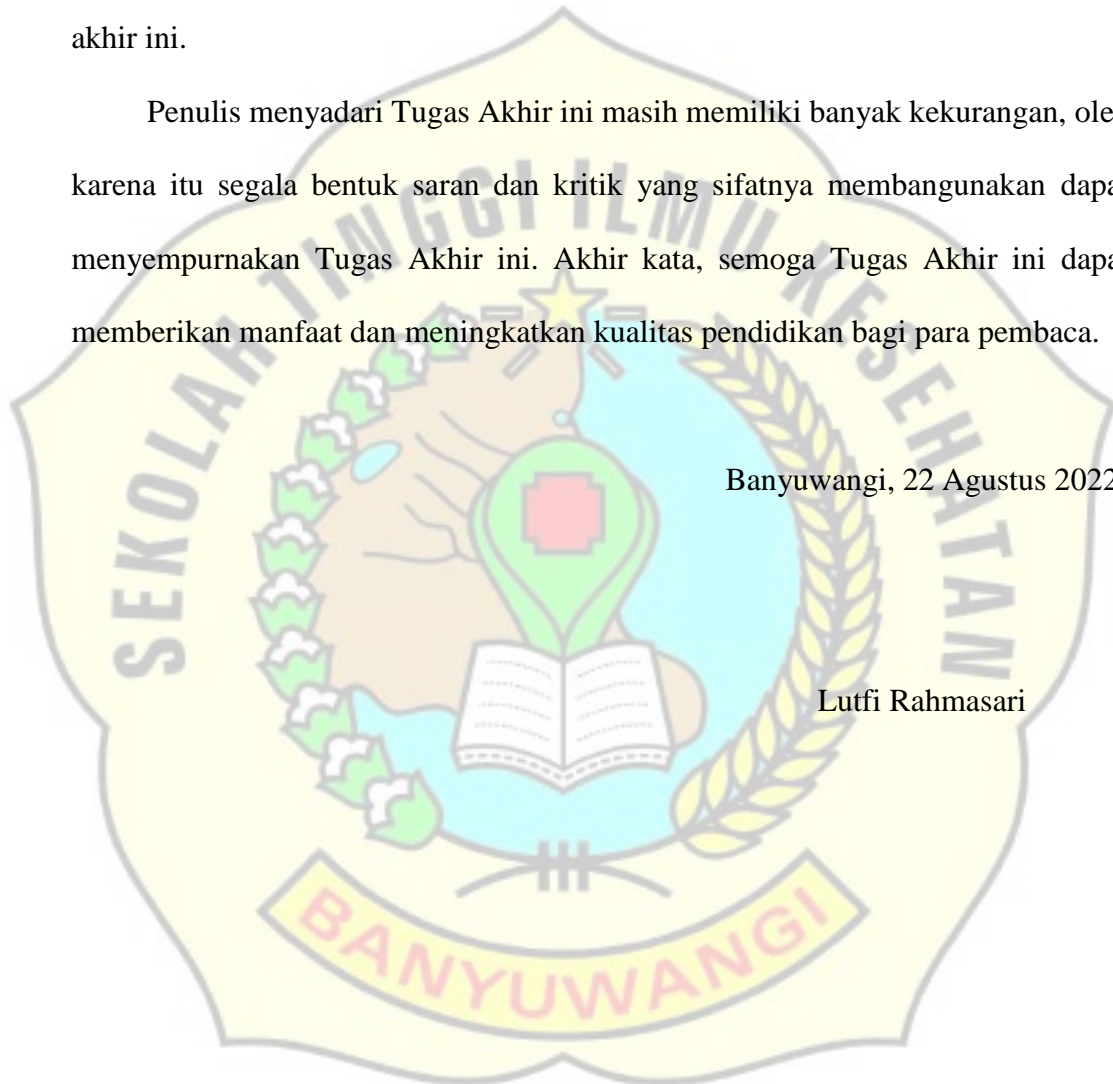 akhir ini.
Penulis menyadari Tugas Akhir ini masih memiliki banyak kekurangan, ole
karena itu segala bentuk saran dan kritik yang sifatnya membangunakan dapa
menyempurnakan Tugas Akhir ini. Akhir kata, semoga Tugas Akhir ini dapa
memberikan manfaat dan meningkatkan kualitas pendidikan bagi para pembaca.
SEKOLAH TINGGI ILMU KESEHATAN
Banyuwangi, 22 Agustus 2022
Lutfi Rahmasari
BANYUWANGI